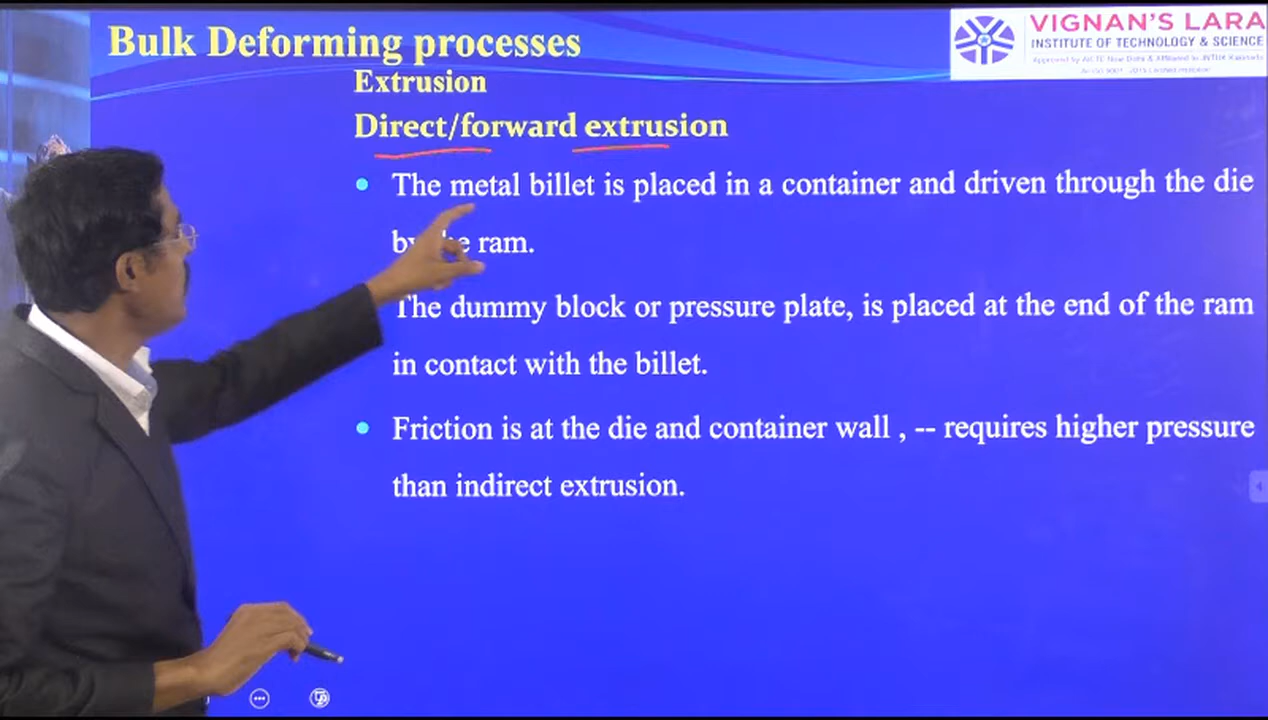 Bulk Deforming processes
VIGNAN'S LARA
INSTITUTE OF TECHNOLOGY & SCIENCE
Extrusion
Direct/forward extrusion
The metal billet is placed in a container and driven through the die
ram.
The dummy block or pressure plate, is placed at the end of the ram
in contact with the billet.
Friction is at the die and container wall , -- requires higher pressure
than indirect extrusion.
4